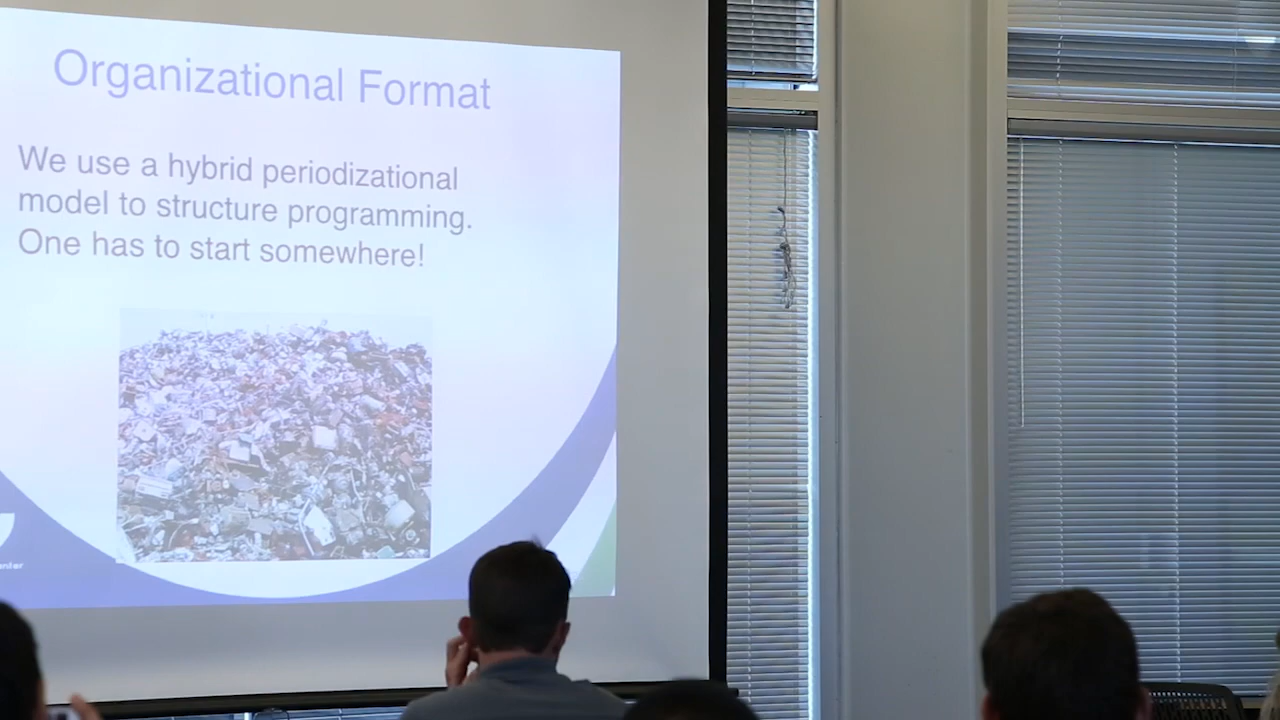 Organizational Format
We use a hybrid periodizational
model to structure programming.
One has to start somewhere!